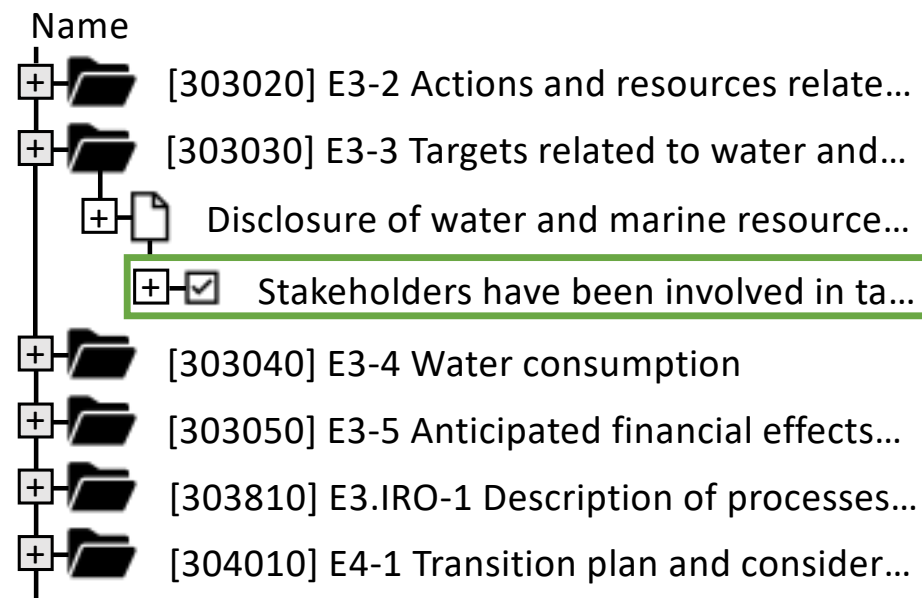 Name
[303020] E3-2 Actions and resources relate...
[303030] E3-3 Targets related to water and...
Disclosure of water and marine resource...
Stakeholders have been involved in ta...
[303040] E3-4 Water consumption
[303050] E3-5 Anticipated financial effects...
[303810] E3.IRO-1 Description of processes...
[304010] E4-1 Transition plan and consider...